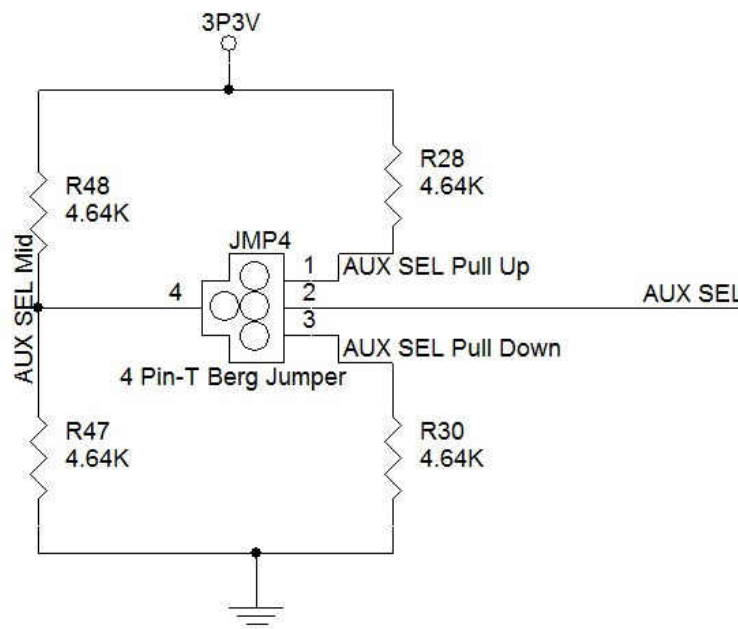 3P3V
R48
4.64K
R28
4.64K
AUX SEL Mid
JMP4
1
AUX SEL Pull Up
4
2
AUX SEL
3
AUX SEL Pull Down
4 Pin-T Berg Jumper
R47
4.64K
R30
4.64K